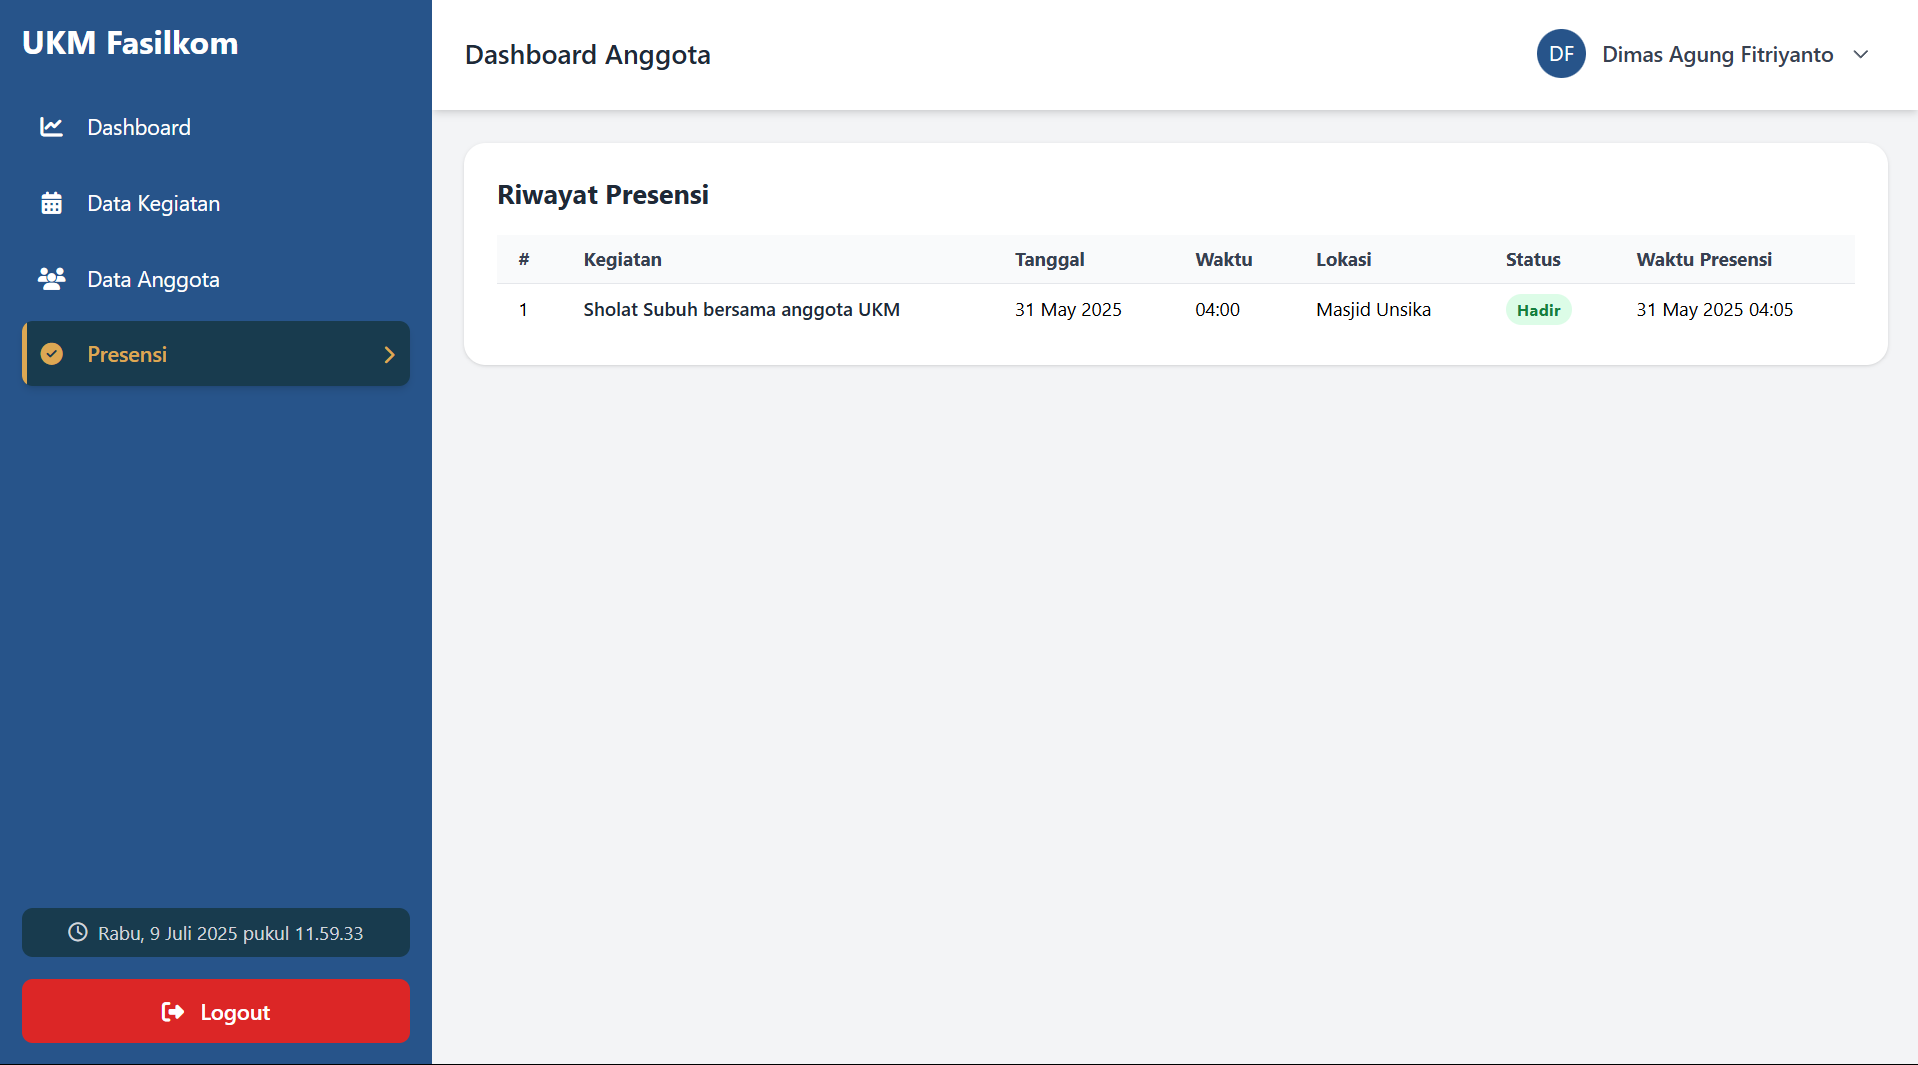 UKM Fasilkom
Dashboard
Data Kegiatan
Data Anggota
Presensi
Rabu, 9 Juli 2025 pukul 11.59.33
Logout
Dashboard Anggota
DF Dimas Agung Fitriyanto
Riwayat Presensi
# Kegiatan Tanggal Waktu Lokasi Status Waktu Presensi
1 Sholat Subuh bersama anggota UKM 31 May 2025 04:00 Masjid Unsika Hadir 31 May 2025 04:05